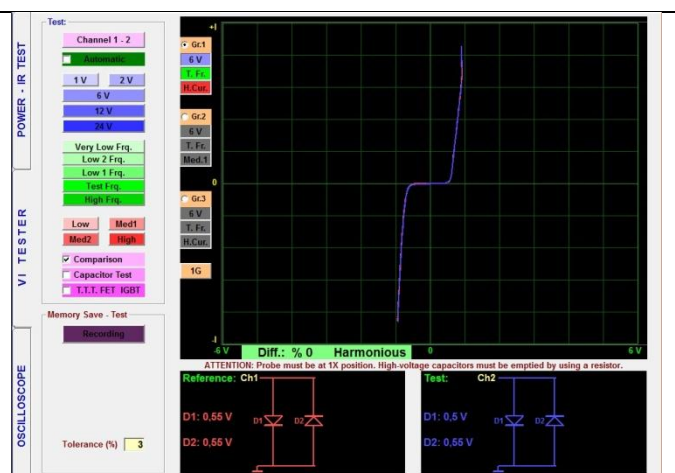 POWER - IR TEST
VI TESTER
OSCILLOSCOPE
Test:
Channel 1 - 2
Automatic
1 V
2 V
6 V
12 V
24 V
Very Low Frq.
Low 2 Frq.
Low 1 Frq.
Test Frq.
High Frq.
Low
Med1
Med2
High
Comparison
Capacitor Test
T.T.T. FET IGBT
Memory Save - Test
Recording
Tolerance (%) 3
Gr.1
6 V
T. Fr.
H.Cur.
Gr.2
6 V
T. Fr.
Med.1
Gr.3
6 V
T. Fr.
H.Cur.
1G
+I
0
-I
-6 V
Diff.: % 0 Harmonious
0
6 V
ATTENTION: Probe must be at 1X position. High-voltage capacitors must be emptied by using a resistor.
Reference: Ch1
D1: 0,55 V
D2: 0,55 V
D1
D2
Test: Ch2
D1: 0,5 V
D2: 0,55 V
D1
D2